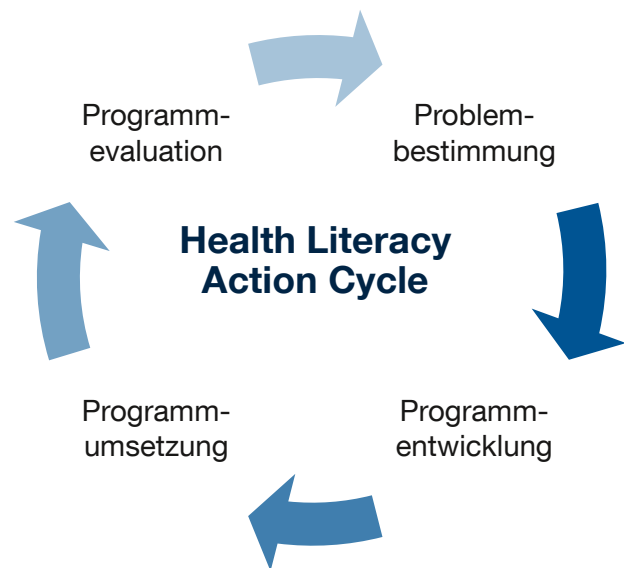 Programm-
evaluation
Problem-
bestimmung
Health Literacy
Action Cycle
Programm-
umsetzung
Programm-
entwicklung